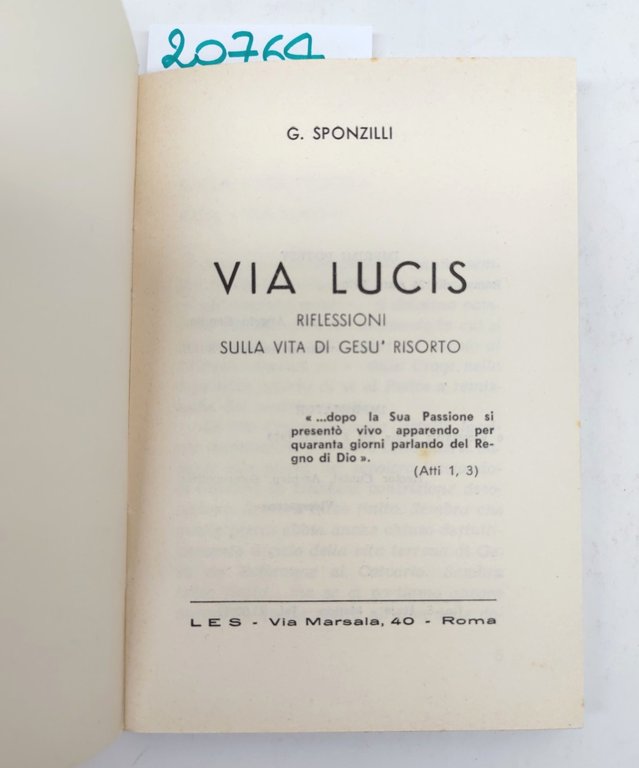 20764
G. SPONZILLI
VIA LUCIS
RIFLESSIONI
SULLA VITA DI GESU' RISORTO
« ...dopo la Sua Passione si
presentò vivo apparendo per
quaranta giorni parlando del Re-
gno di Dio ».
(Atti 1, 3)
LES - Via Marsala, 40 - Roma